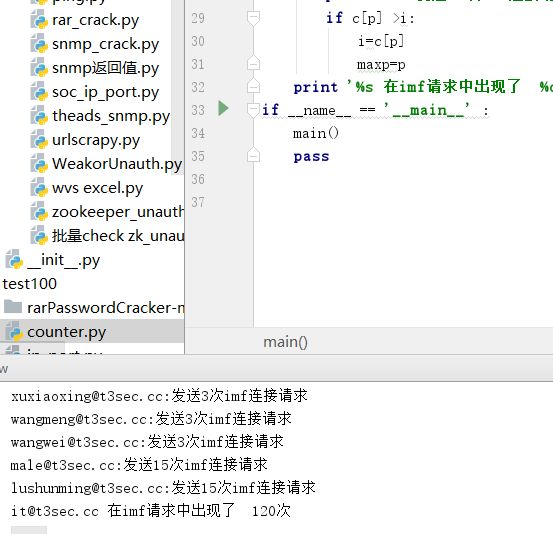 ping.py
rar_crack.py
snmp_crack.py
snmp返回值.py
soc_ip_port.py
theads_snmp.py
urlscrapy.py
WeakorUnauth.py
wvs excel.py
zookeeper_unauth
批量check zk_unau
__init__.py
test100
rarPasswordCracker-r
counter.py
29 if c[p] >i:
30 i=c[p]
31 maxp=p
32 print '%s 在imf请求中出现了 %
33 if __name__ == '__main__' :
34 main()
35 pass
36
37
main()
xuxiaoxing@t3sec.cc:发送3次imf连接请求
wangmeng@t3sec.cc:发送3次imf连接请求
wangwei@t3sec.cc:发送3次imf连接请求
male@t3sec.cc:发送15次imf连接请求
lushunming@t3sec.cc:发送15次imf连接请求
it@t3sec.cc 在imf请求中出现了 120次